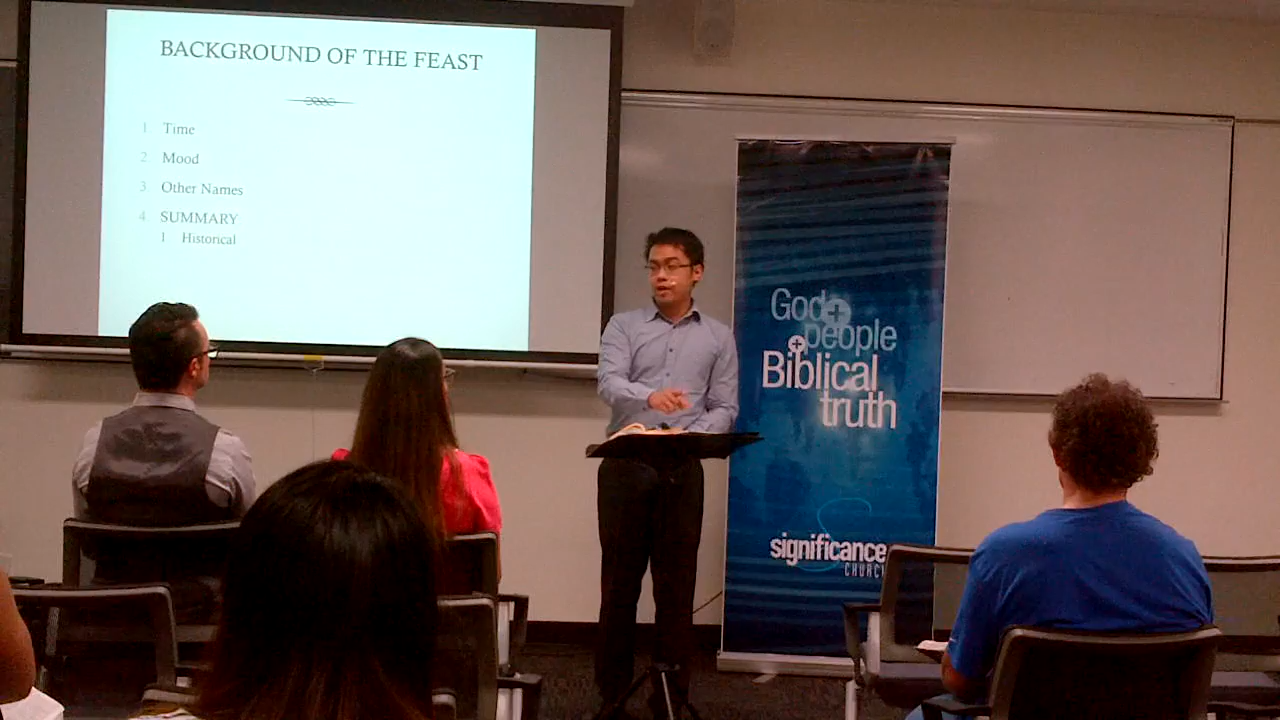 BACKGROUND OF THE FEAST
1. Time
2. Mood
3. Other Names
4. SUMMARY
1 Historical
God+
+people
Biblical
truth
significance
CHURCH